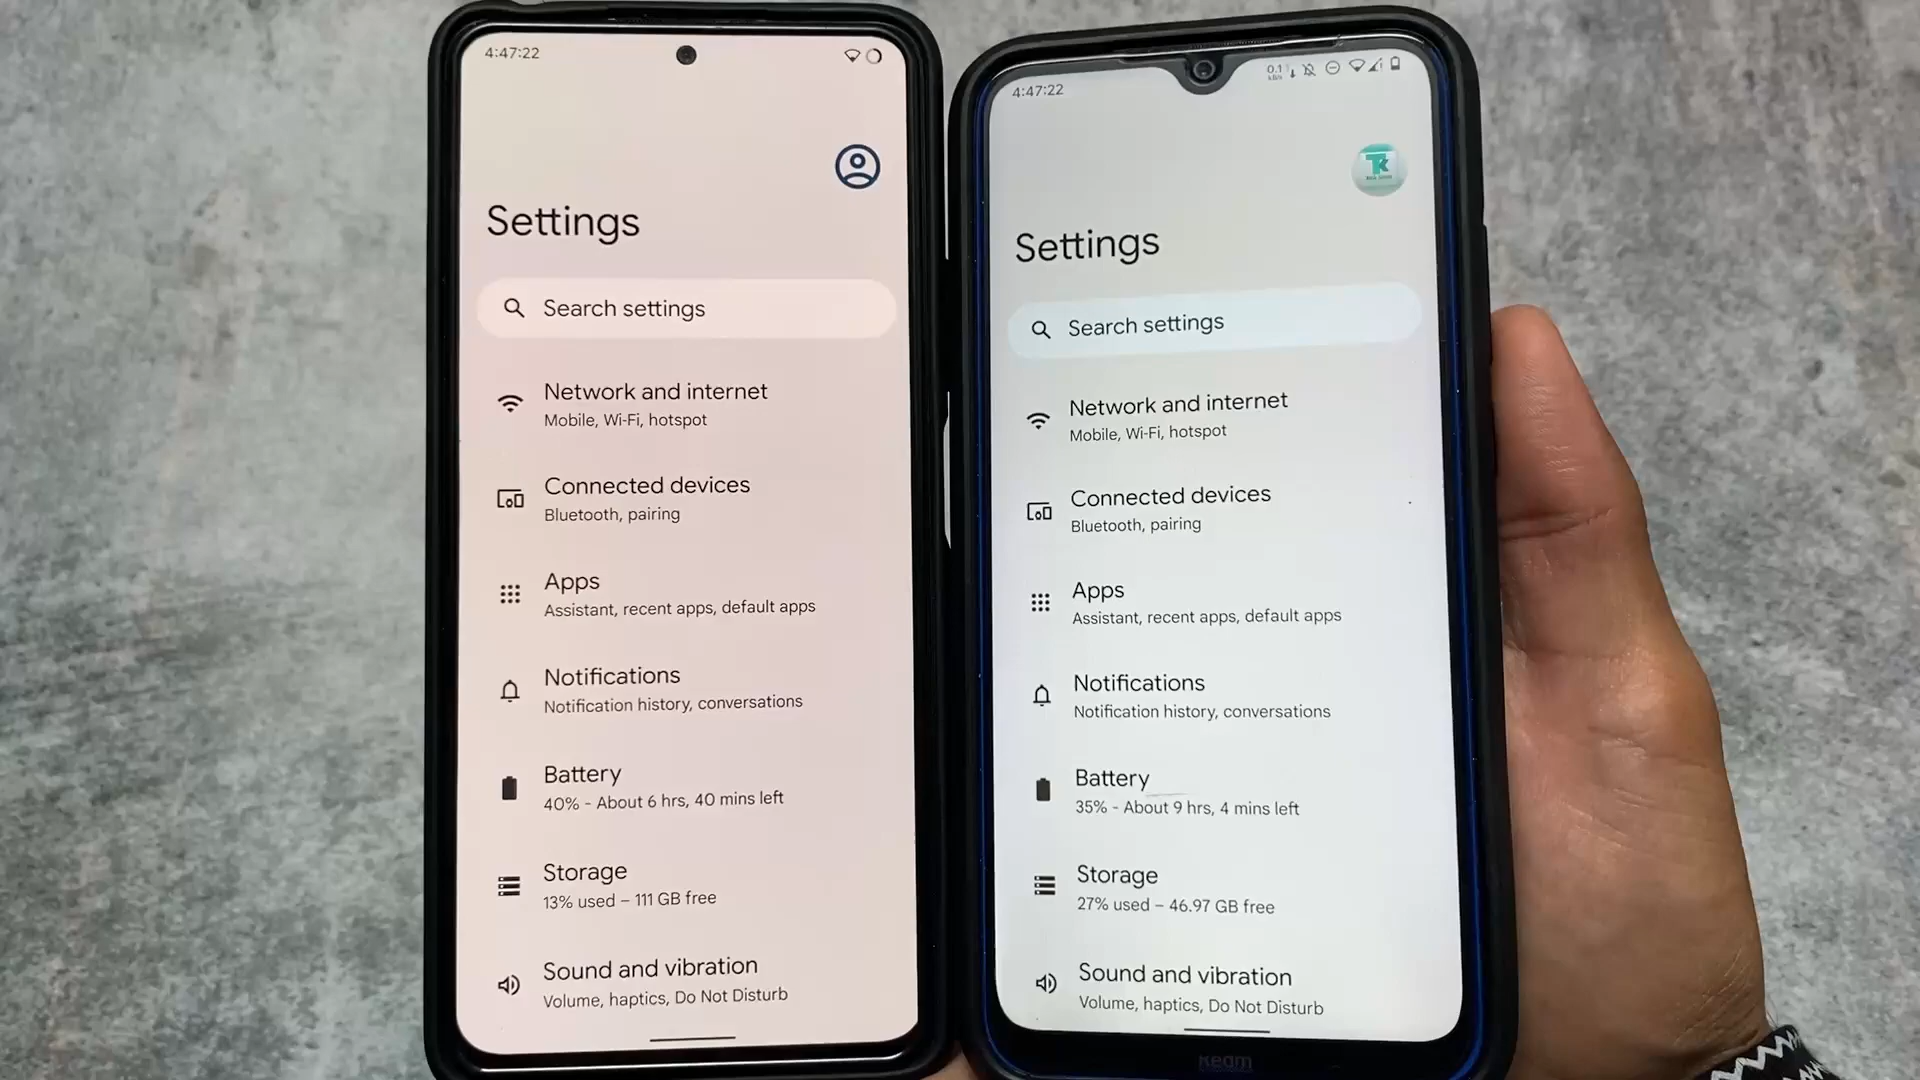 4:47:22
Settings
Search settings
Network and internet
Mobile, Wi-Fi, hotspot
Connected devices
Bluetooth, pairing
Apps
Assistant, recent apps, default apps
Notifications
Notification history, conversations
Battery
40% - About 6 hrs, 40 mins left
Storage
13% used – 111 GB free
Sound and vibration
Volume, haptics, Do Not Disturb
4:47:22
0.1
TK
Settings
Search settings
Network and internet
Mobile, Wi-Fi, hotspot
Connected devices
Bluetooth, pairing
Apps
Assistant, recent apps, default apps
Notifications
Notification history, conversations
Battery
35% - About 9 hrs, 4 mins left
Storage
27% used – 46.97 GB free
Sound and vibration
Volume, haptics, Do Not Disturb